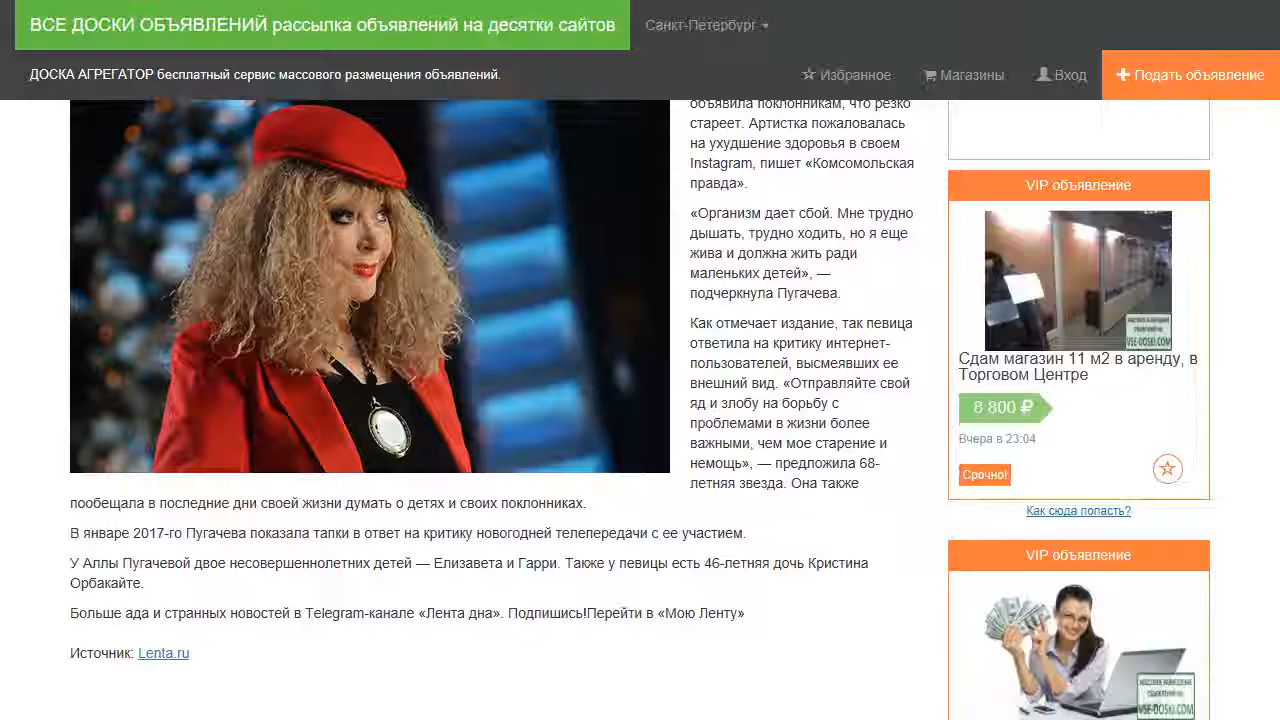 ВСЕ ДОСКИ ОБЪЯВЛЕНИЙ рассылка объявлений на десятки сайтов
Санкт-Петербург
ДОСКА АГРЕГАТОР бесплатный сервис массового размещения объявлений.
Избранное
Магазины
Вход
Подать объявление
объявила поклонникам, что резко
стареет. Артистка пожаловалась
на ухудшение здоровья в своем
Instagram, пишет «Комсомольская
правда».
«Организм дает сбой. Мне трудно
дышать, трудно ходить, но я еще
жива и должна жить ради
маленьких детей», —
подчеркнула Пугачева.
Как отмечает издание, так певица
ответила на критику интернет-
пользователей, высмеявших ее
внешний вид. «Отправляйте свой
яд и злобу на борьбу с
проблемами в жизни более
важными, чем мое старение и
немощь», — предложила 68-
летняя звезда. Она также
пообещала в последние дни своей жизни думать о детях и своих поклонниках.
В январе 2017-го Пугачева показала тапки в ответ на критику новогодней телепередачи с ее участием.
У Аллы Пугачевой двое несовершеннолетних детей — Елизавета и Гарри. Также у певицы есть 46-летняя дочь Кристина
Орбакайте.
Больше ада и странных новостей в Telegram-канале «Лента дна». Подпишись!Перейти в «Мою Ленту»
Источник: Lenta.ru
VIP объявление
VSE-DOSKI.COM
Сдам магазин 11 м2 в аренду, в
Торговом Центре
8 800 ₽
Вчера в 23:04
Срочно!
Как сюда попасть?
VIP объявление
VSE-DOSKI.COM